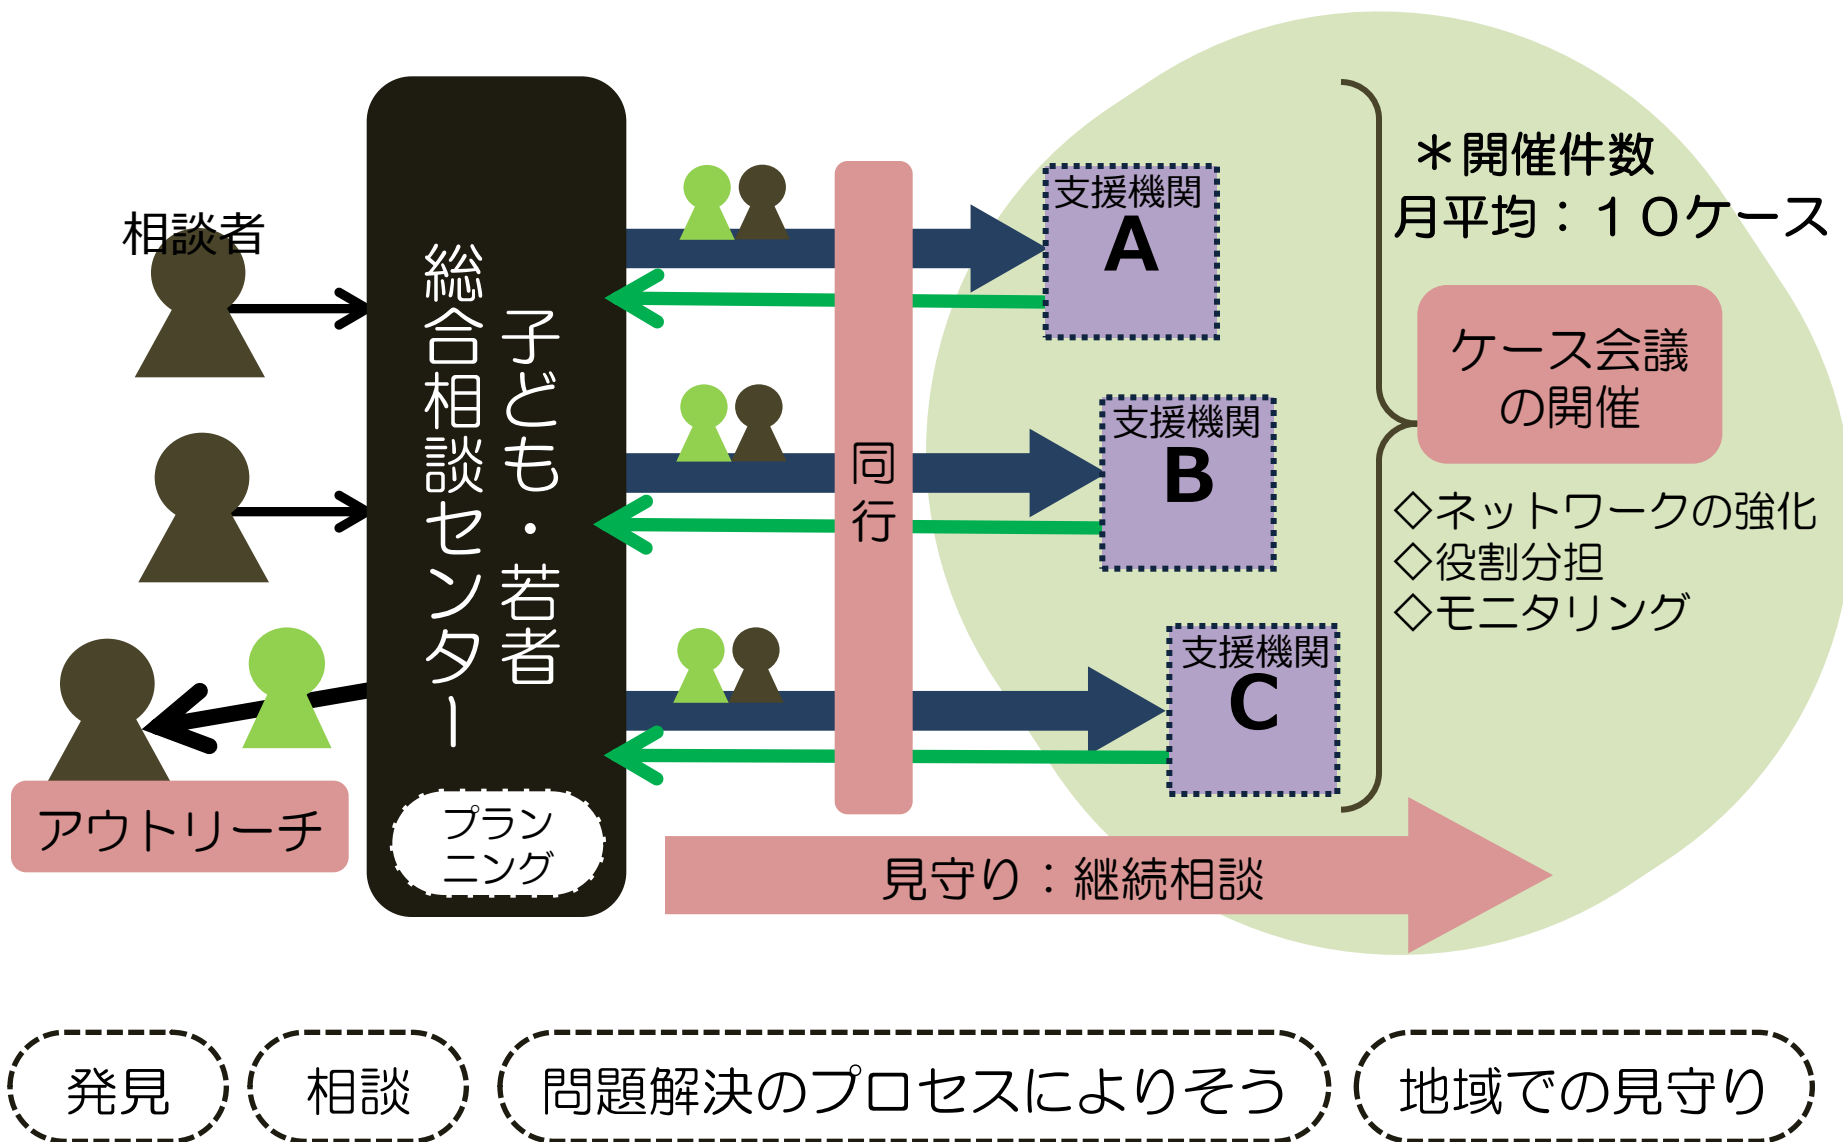 相談者
子ども・若者
総合相談センター
プラン
ニング
アウトリーチ
同行
支援機関
A
支援機関
B
支援機関
C
＊開催件数
月平均：１０ケース
ケース会議
の開催
◇ネットワークの強化
◇役割分担
◇モニタリング
見守り：継続相談
発見
相談
問題解決のプロセスによりそう
地域での見守り